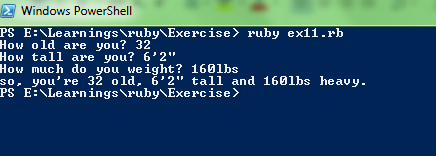 Windows PowerShell
PS E:\Learnings\ruby\Exercise> ruby ex11.rb
How old are you? 32
How tall are you? 6'2"
How much do you weight? 160lbs
so, you're 32 old, 6'2" tall and 160lbs heavy.
PS E:\Learnings\ruby\Exercise>